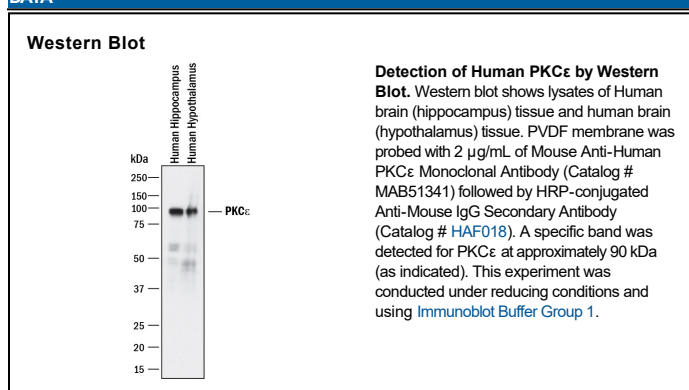 DATA
Western Blot
Human Hippocampus
Human Hypothalamus
kDa
250
150
100
75
50
37
25
20
15
PKCε
Detection of Human PKCε by Western
Blot. Western blot shows lysates of Human
brain (hippocampus) tissue and human brain
(hypothalamus) tissue. PVDF membrane was
probed with 2 µg/mL of Mouse Anti-Human
PKCε Monoclonal Antibody (Catalog #
MAB51341) followed by HRP-conjugated
Anti-Mouse IgG Secondary Antibody
(Catalog # HAF018). A specific band was
detected for PKCε at approximately 90 kDa
(as indicated). This experiment was
conducted under reducing conditions and
using Immunoblot Buffer Group 1.